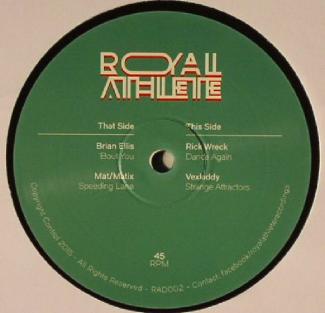 ROYAL
ATHLETE
That Side
Brian Ellis
Bout You
Mat/Matix
Speeding Lane
This Side
Rick Wreck
Dance Again
Vexkiddy
Strange Attractors
45
RPM
Copyright Control 2015 - All Rights Reserved - RAD002 - Contact: facebook/royalathleterecordings